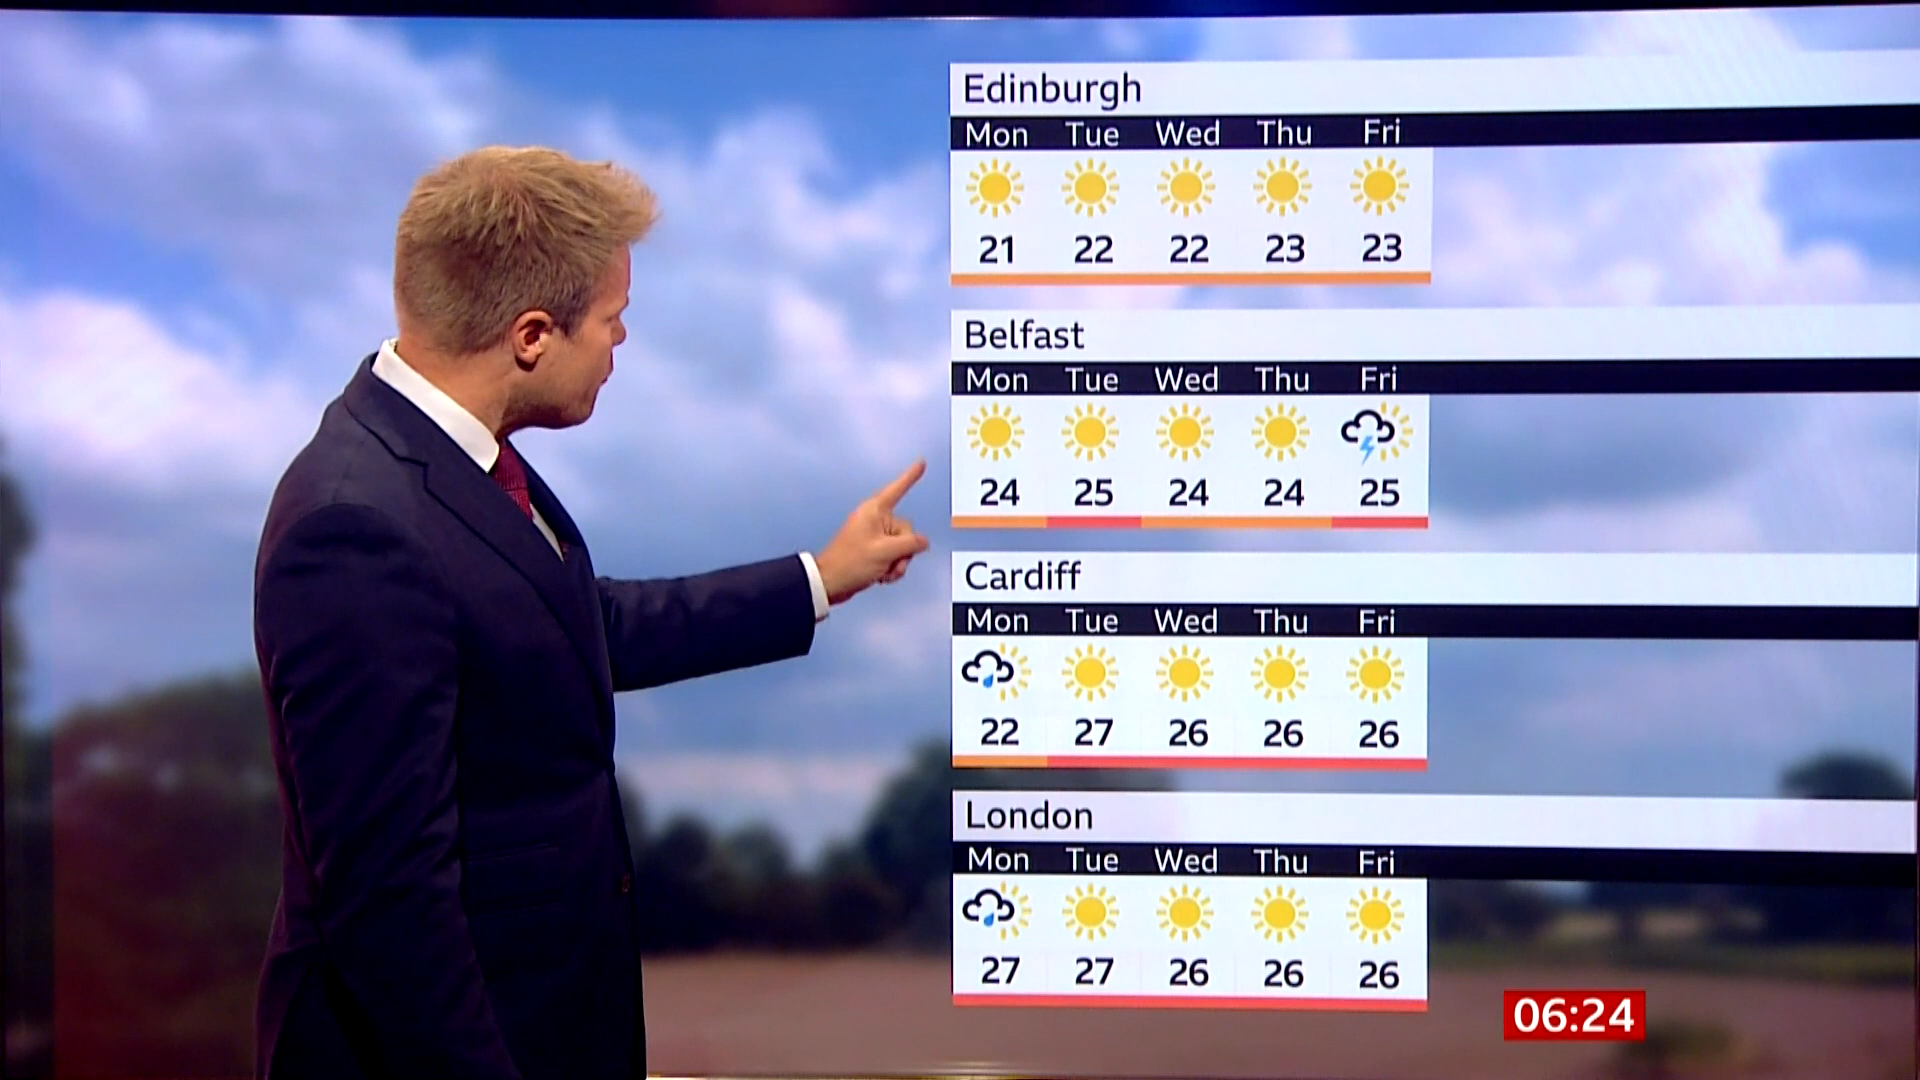 Edinburgh
Mon Tue Wed Thu Fri
21 22 22 23 23
Belfast
Mon Tue Wed Thu Fri
24 25 24 24 25
Cardiff
Mon Tue Wed Thu Fri
22 27 26 26 26
London
Mon Tue Wed Thu Fri
27 27 26 26 26
06:24